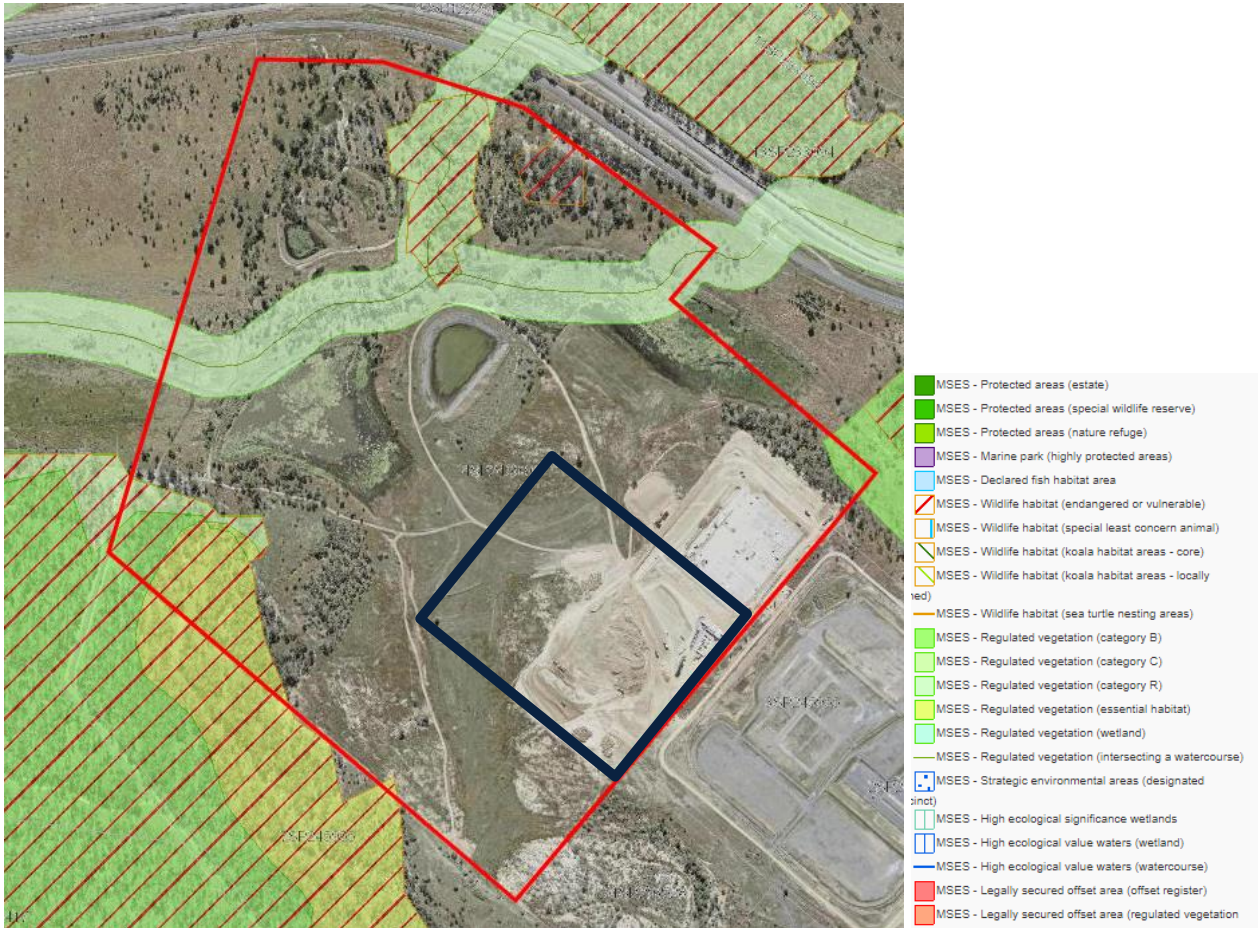 MSES - Protected areas (estate)
MSES - Protected areas (special wildlife reserve)
MSES - Protected areas (nature refuge)
MSES - Marine park (highly protected areas)
MSES - Declared fish habitat area
MSES - Wildlife habitat (endangered or vulnerable)
MSES - Wildlife habitat (special least concern animal)
MSES - Wildlife habitat (koala habitat areas - core)
MSES - Wildlife habitat (koala habitat areas - locally
ned)
MSES - Wildlife habitat (sea turtle nesting areas)
MSES - Regulated vegetation (category B)
MSES - Regulated vegetation (category C)
MSES - Regulated vegetation (category R)
MSES - Regulated vegetation (essential habitat)
MSES - Regulated vegetation (wetland)
MSES - Regulated vegetation (intersecting a watercourse)
MSES - Strategic environmental areas (designated
cinct)
MSES - High ecological significance wetlands
MSES - High ecological value waters (wetland)
MSES - High ecological value waters (watercourse)
MSES - Legally secured offset area (offset register)
MSES - Legally secured offset area (regulated vegetation